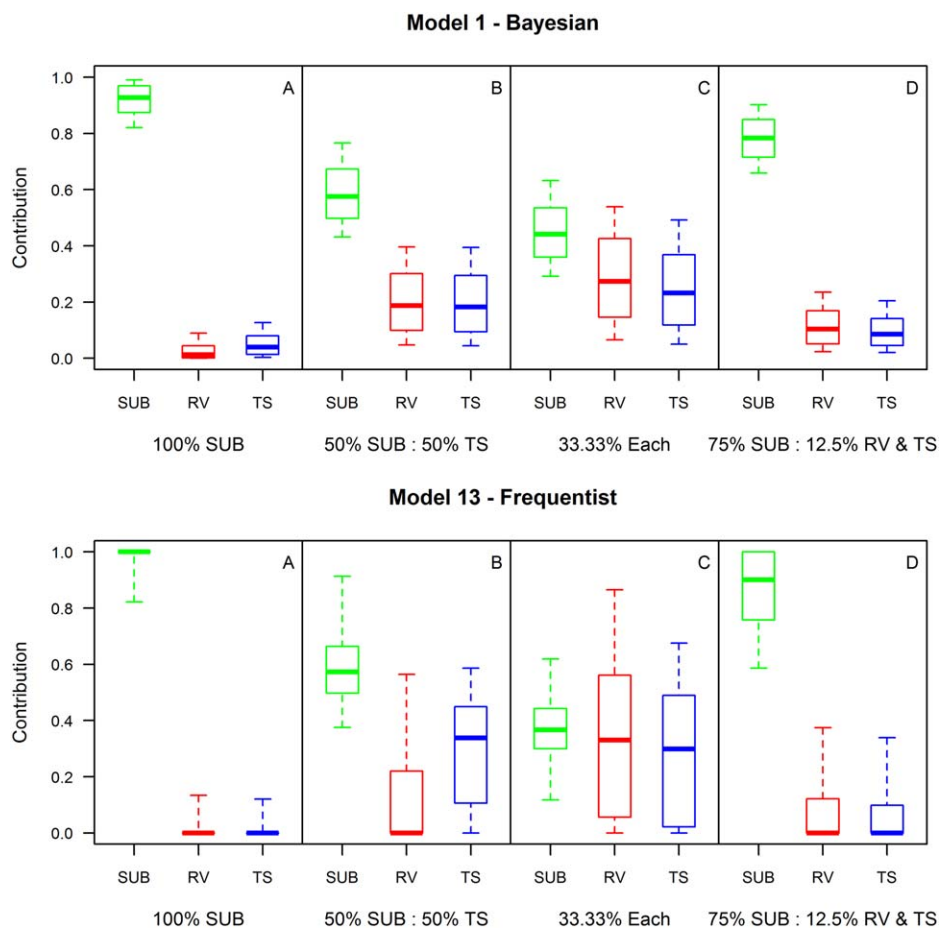 Model 1 - Bayesian
A B C D
1.0
0.8
0.6
0.4
0.2
0.0
Contribution
SUB RV TS SUB RV TS SUB RV TS SUB RV TS
100% SUB 50% SUB : 50% TS 33.33% Each 75% SUB : 12.5% RV & TS
Model 13 - Frequentist
A B C D
1.0
0.8
0.6
0.4
0.2
0.0
Contribution
SUB RV TS SUB RV TS SUB RV TS SUB RV TS
100% SUB 50% SUB : 50% TS 33.33% Each 75% SUB : 12.5% RV & TS